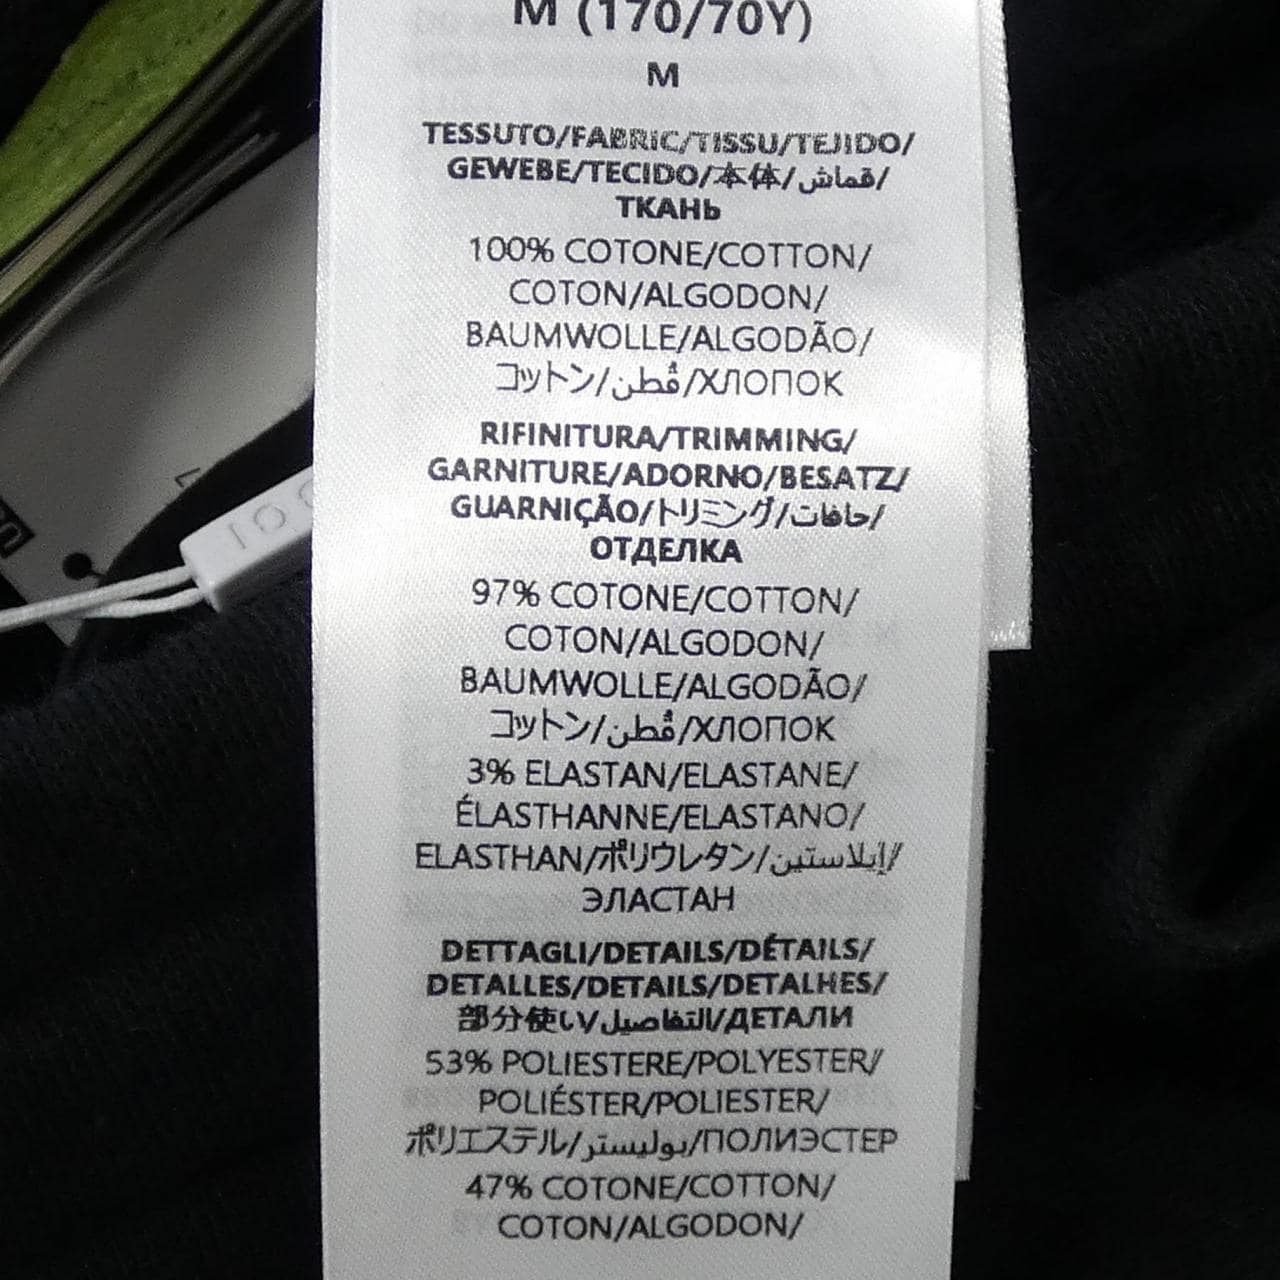 M (170/70Y)
M
TESSUTO/FABRIC/TISSU/TEJIDO/
GEWEBE/TECIDO/本体/قماش/
ТКАНЬ
100% COTONE/COTTON/
COTON/ALGODON/
BAUMWOLLE/ALGODÃO/
コットン/قُطن/ХЛОПОК
RIFINITURA/TRIMMING/
GARNITURE/ADORNO/BESATZ/
GUARNIÇÃO/トリミング/حافات/
ОТДЕЛКА
97% COTONE/COTTON/
COTON/ALGODON/
BAUMWOLLE/ALGODÃO/
コットン/قُطن/ХЛОПОК
3% ELASTAN/ELASTANE/
ÉLASTHANNE/ELASTANO/
ELASTHAN/ポリウレタン/إيلاستين/
ЭЛАСТАН
DETTAGLI/DETAILS/DÉTAILS/
DETALLES/DETAILS/DETALHES/
部分使い/التفاصيل/ДЕТАЛИ
53% POLIESTERE/POLYESTER/
POLIÉSTER/POLIESTER/
ポリエステル/بوليستر/ПОЛИЭСТЕР
47% COTONE/COTTON/
COTON/ALGODON/